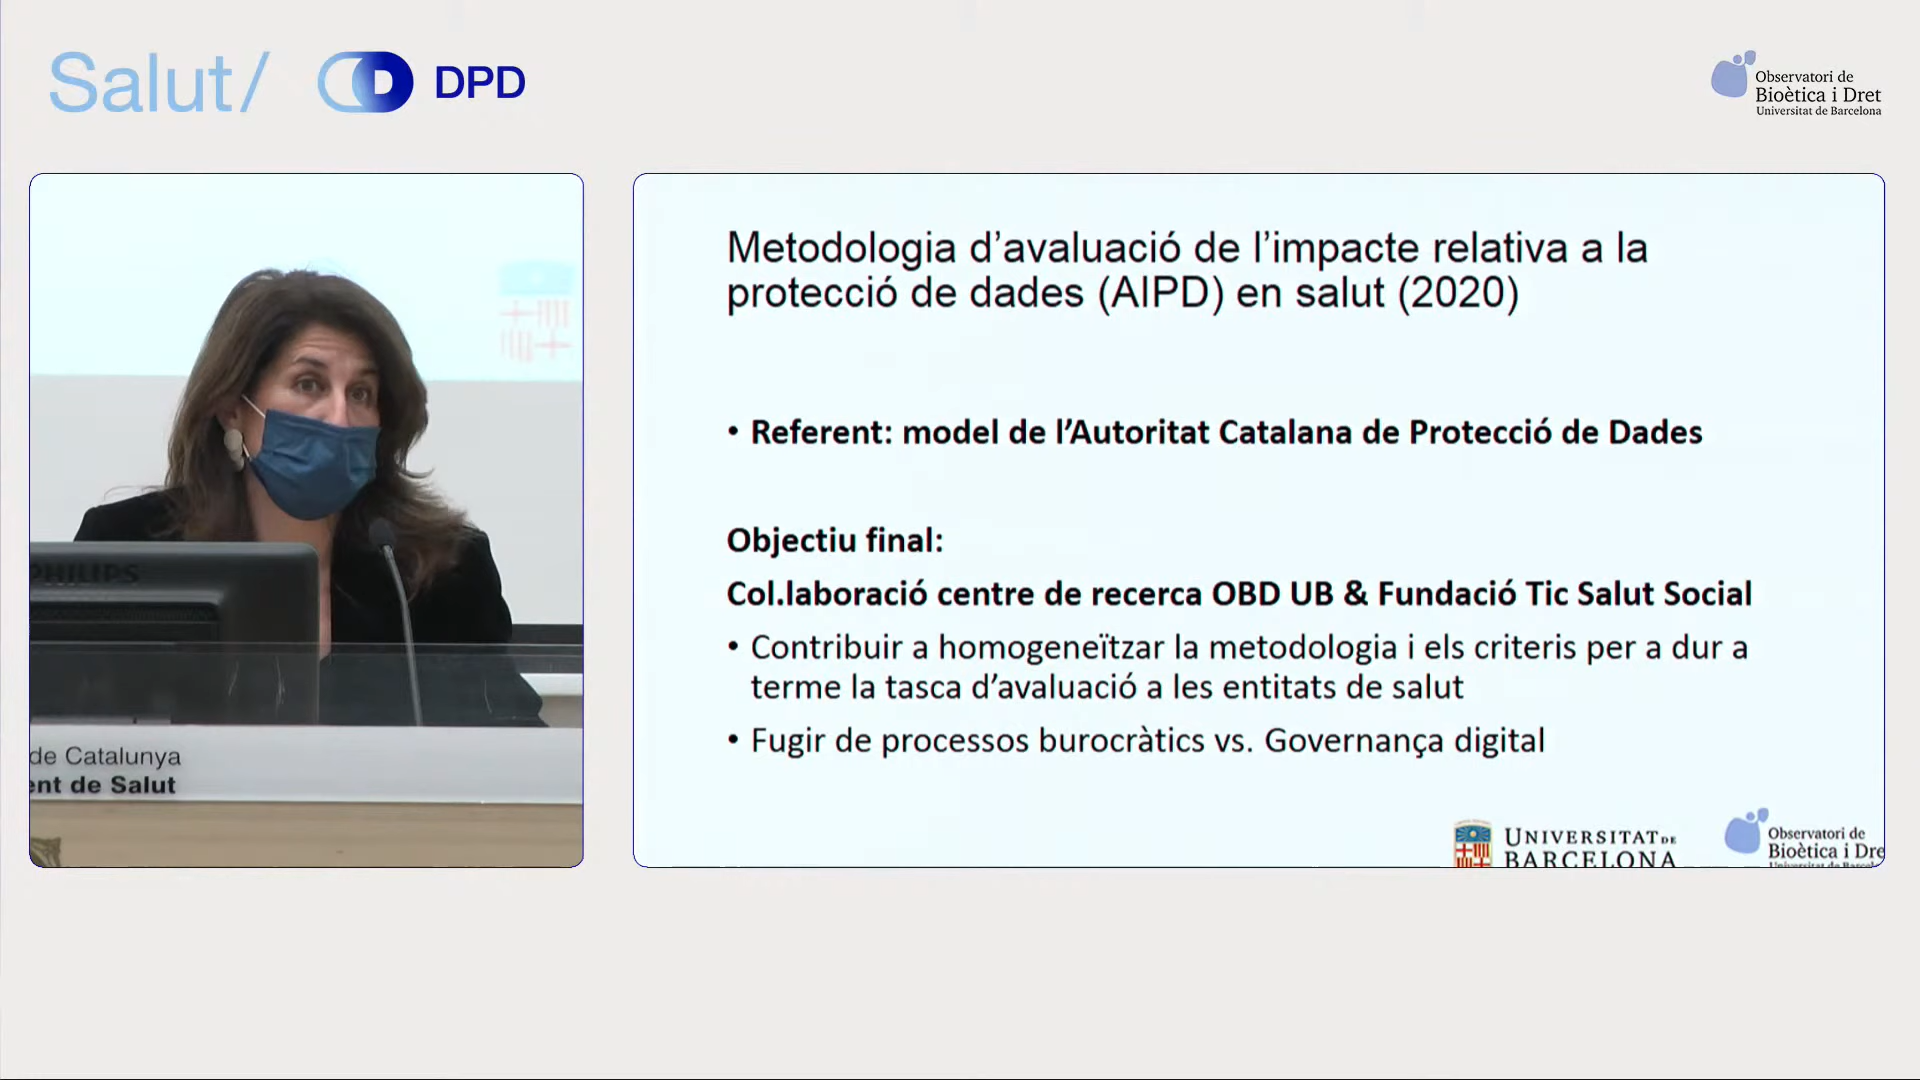 Salut/ DPD
Observatori de
Bioètica i Dret
Universitat de Barcelona
PHILIPS
de Catalunya
ent de Salut
Metodologia d’avaluació de l’impacte relativa a la
protecció de dades (AIPD) en salut (2020)
• Referent: model de l’Autoritat Catalana de Protecció de Dades
Objectiu final:
Col.laboració centre de recerca OBD UB & Fundació Tic Salut Social
• Contribuir a homogeneïtzar la metodologia i els criteris per a dur a
terme la tasca d’avaluació a les entitats de salut
• Fugir de processos burocràtics vs. Governança digital
UNIVERSITAT DE
BARCELONA
Observatori de
Bioètica i Dre